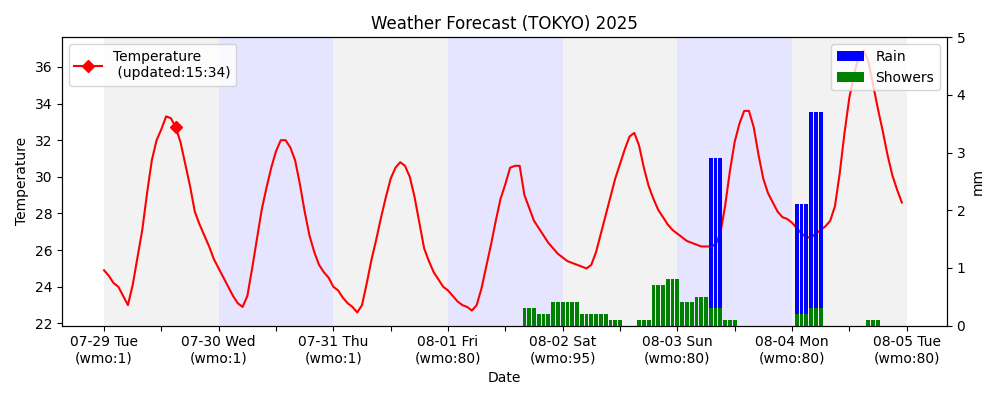 Weather Forecast (TOKYO) 2025
Temperature
(updated:15:34)
Rain
Showers
36
34
32
30
28
26
24
22
Temperature
5
4
3
2
1
0
mm
07-29 Tue
(wmo:1)
07-30 Wed
(wmo:1)
07-31 Thu
(wmo:1)
08-01 Fri
(wmo:80)
08-02 Sat
(wmo:95)
08-03 Sun
(wmo:80)
08-04 Mon
(wmo:80)
08-05 Tue
(wmo:80)
Date